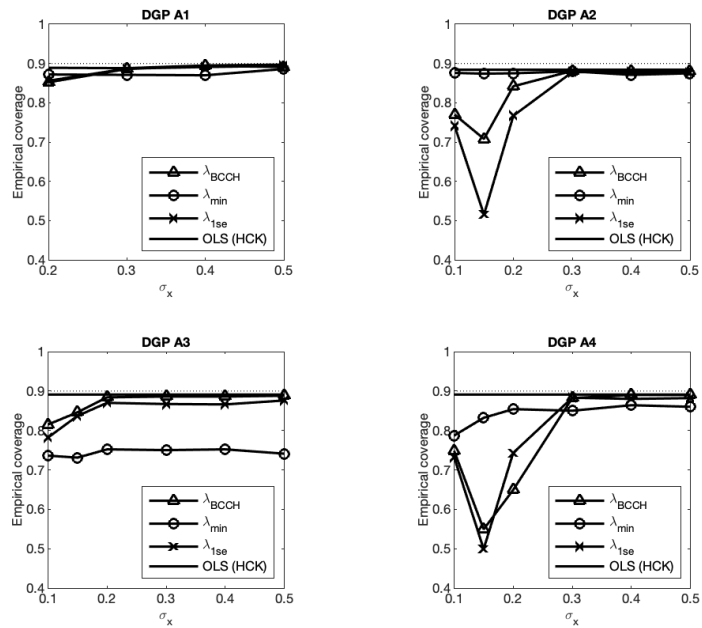 DGP A1
1
0.9
0.8
0.7
0.6
0.5
0.4
Empirical coverage
λBCCH
λmin
λ1se
OLS (HCK)
0.2 0.3 0.4 0.5
σx
DGP A2
1
0.9
0.8
0.7
0.6
0.5
0.4
Empirical coverage
λBCCH
λmin
λ1se
OLS (HCK)
0.1 0.2 0.3 0.4 0.5
σx
DGP A3
1
0.9
0.8
0.7
0.6
0.5
0.4
Empirical coverage
λBCCH
λmin
λ1se
OLS (HCK)
0.1 0.2 0.3 0.4 0.5
σx
DGP A4
1
0.9
0.8
0.7
0.6
0.5
0.4
Empirical coverage
λBCCH
λmin
λ1se
OLS (HCK)
0.1 0.2 0.3 0.4 0.5
σx